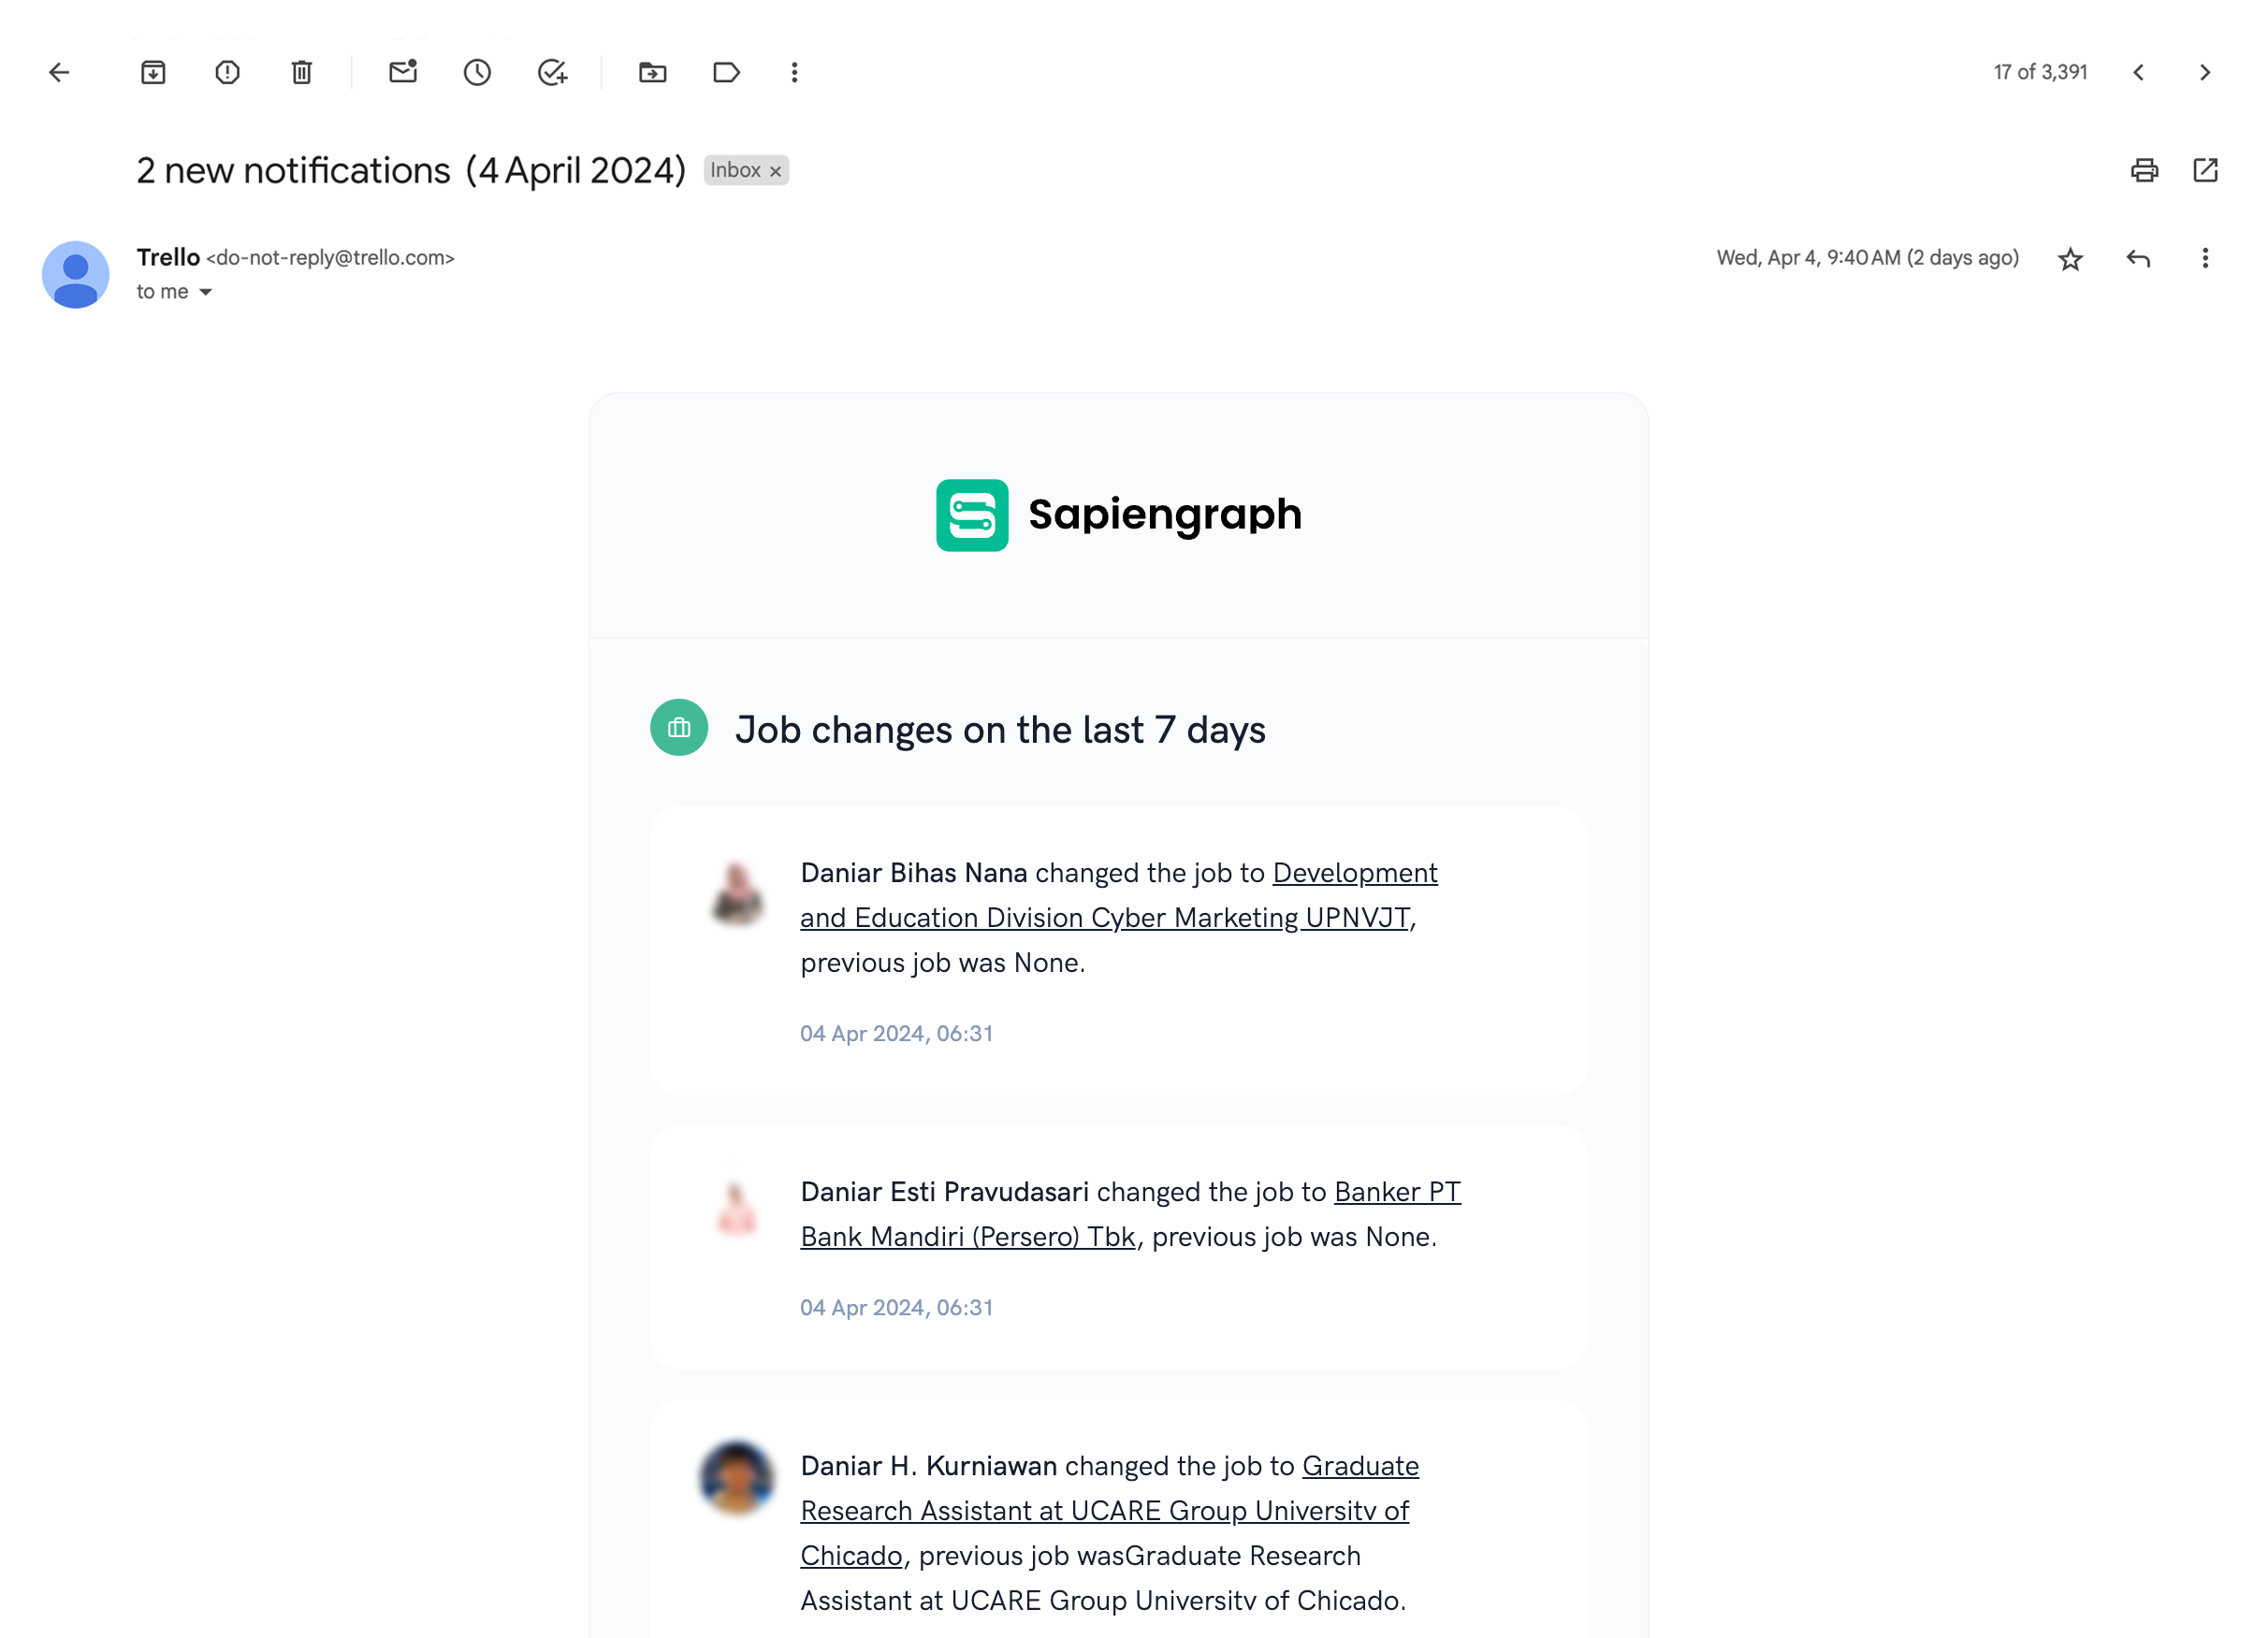 17 of 3,391
2 new notifications (4 April 2024) Inbox ×
Trello <do-not-reply@trello.com>
Wed, Apr 4, 9:40 AM (2 days ago)
to me
Sapiengraph
Job changes on the last 7 days
Daniar Bihas Nana changed the job to Development
and Education Division Cyber Marketing UPNVJT,
previous job was None.
04 Apr 2024, 06:31
Daniar Esti Pravudasari changed the job to Banker PT
Bank Mandiri (Persero) Tbk, previous job was None.
04 Apr 2024, 06:31
Daniar H. Kurniawan changed the job to Graduate
Research Assistant at UCARE Group Universitv of
Chicado, previous job wasGraduate Research
Assistant at UCARE Group Universitv of Chicado.